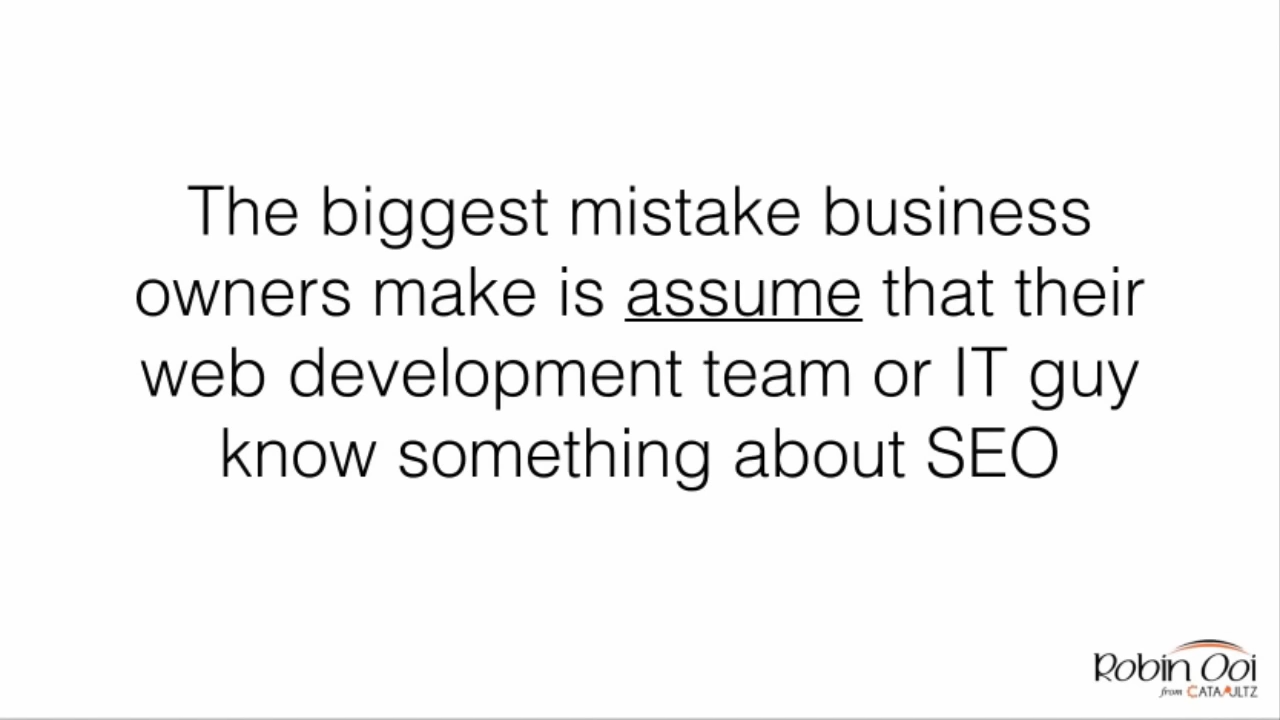 The biggest mistake business
owners make is assume that their
web development team or IT guy
know something about SEO
Robin Ooi
from CATAPULTZ